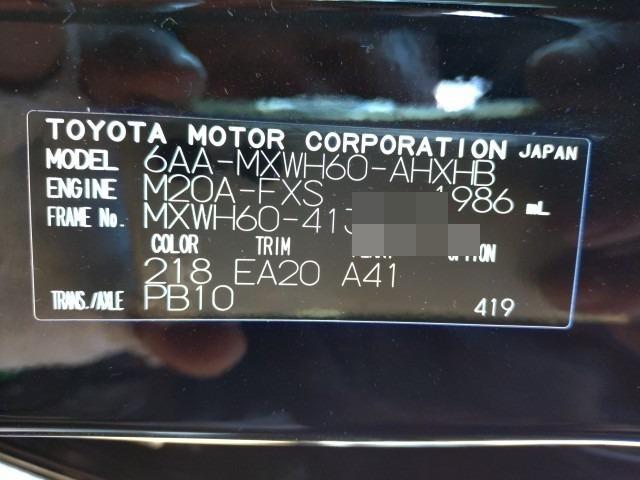 TOYOTA MOTOR CORPORATION JAPAN
MODEL 6AA-MXWH60-AHXHB
ENGINE M20A-FXS 1986 mL
FRAME No. MXWH60-413
COLOR TRIM
218 EA20 A41
TRANS./AXLE PB10 419